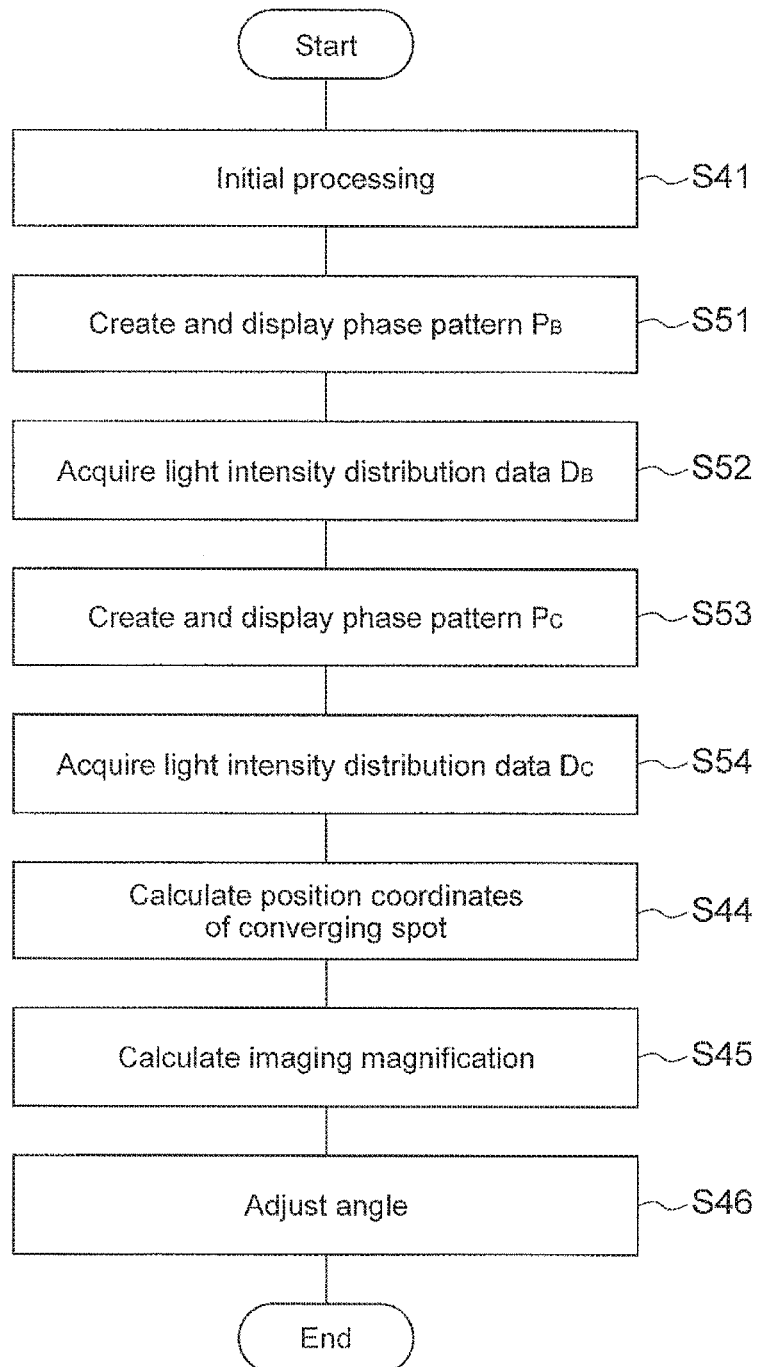 Start
Initial processing
S41
Create and display phase pattern PB
S51
Acquire light intensity distribution data DB
S52
Create and display phase pattern PC
S53
Acquire light intensity distribution data DC
S54
Calculate position coordinates
of converging spot
S44
Calculate imaging magnification
S45
Adjust angle
S46
End